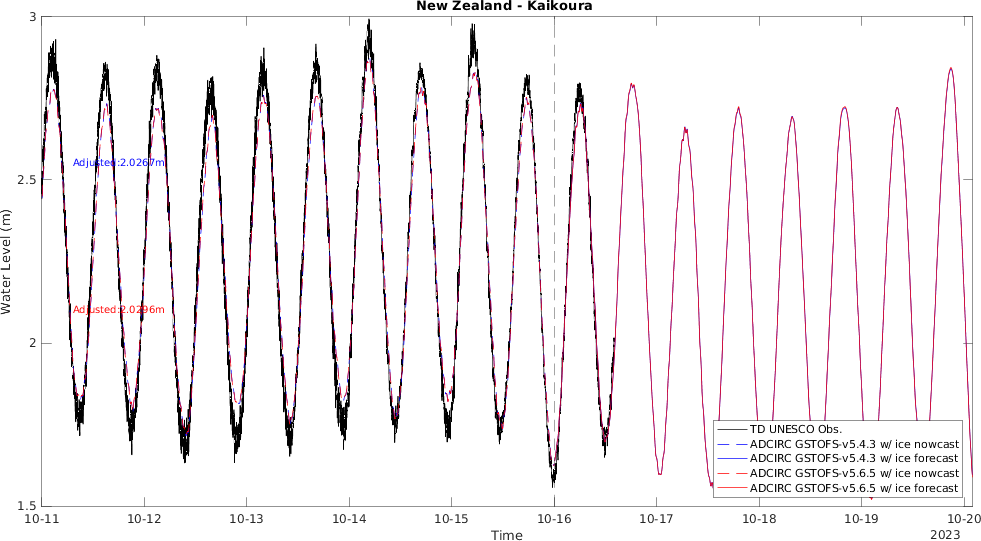 New Zealand - Kaikoura
3
2.5
2
1.5
Water Level (m)
Adjusted:2.0267m
Adjusted:2.0296m
TD UNESCO Obs.
ADCIRC GSTOFS-v5.4.3 w/ ice nowcast
ADCIRC GSTOFS-v5.4.3 w/ ice forecast
ADCIRC GSTOFS-v5.6.5 w/ ice nowcast
ADCIRC GSTOFS-v5.6.5 w/ ice forecast
10-11 10-12 10-13 10-14 10-15 10-16 10-17 10-18 10-19 10-20
Time
2023